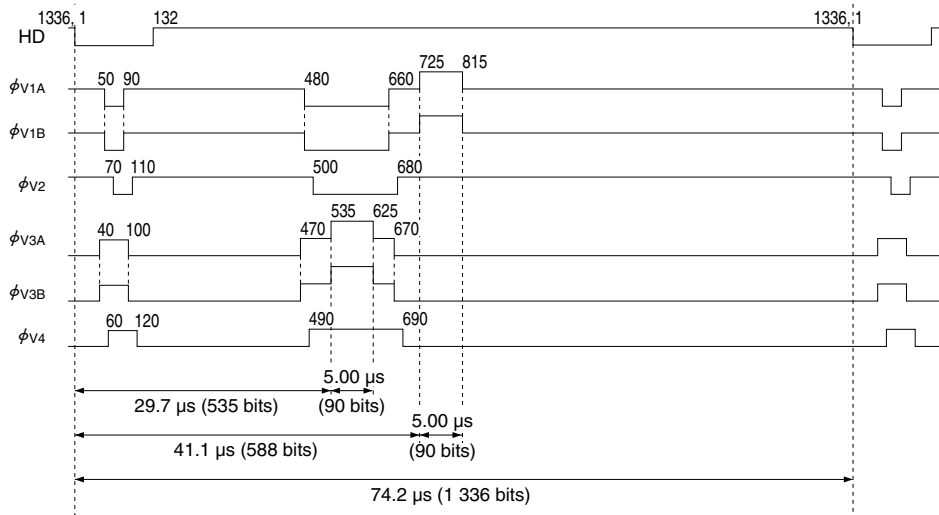 1336, 1 132 1336, 1
HD
725 815
50 90 480 660
ϕV1A
ϕV1B
70 110 500 680
ϕV2
535 625
40 100 470 670
ϕV3A
ϕV3B
60 120 490 690
ϕV4
5.00 µs
29.7 µs (535 bits) (90 bits)
5.00 µs
41.1 µs (588 bits) (90 bits)
74.2 µs (1 336 bits)